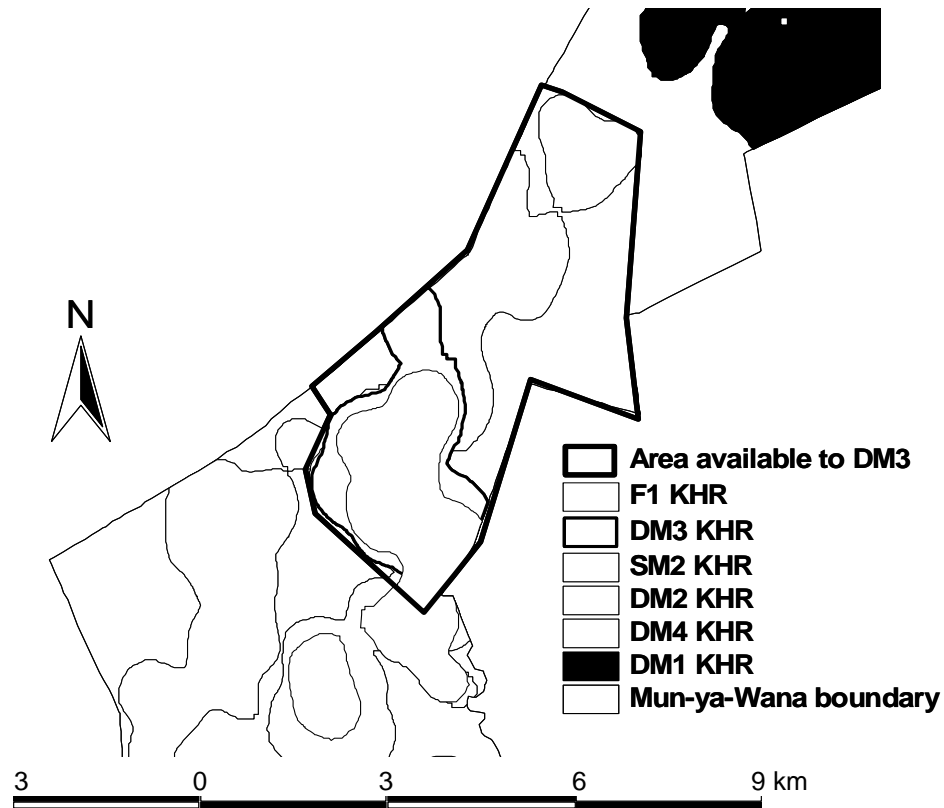 N
Area available to DM3
F1 KHR
DM3 KHR
SM2 KHR
DM2 KHR
DM4 KHR
DM1 KHR
Mun-ya-Wana boundary
3 0 3 6 9 km